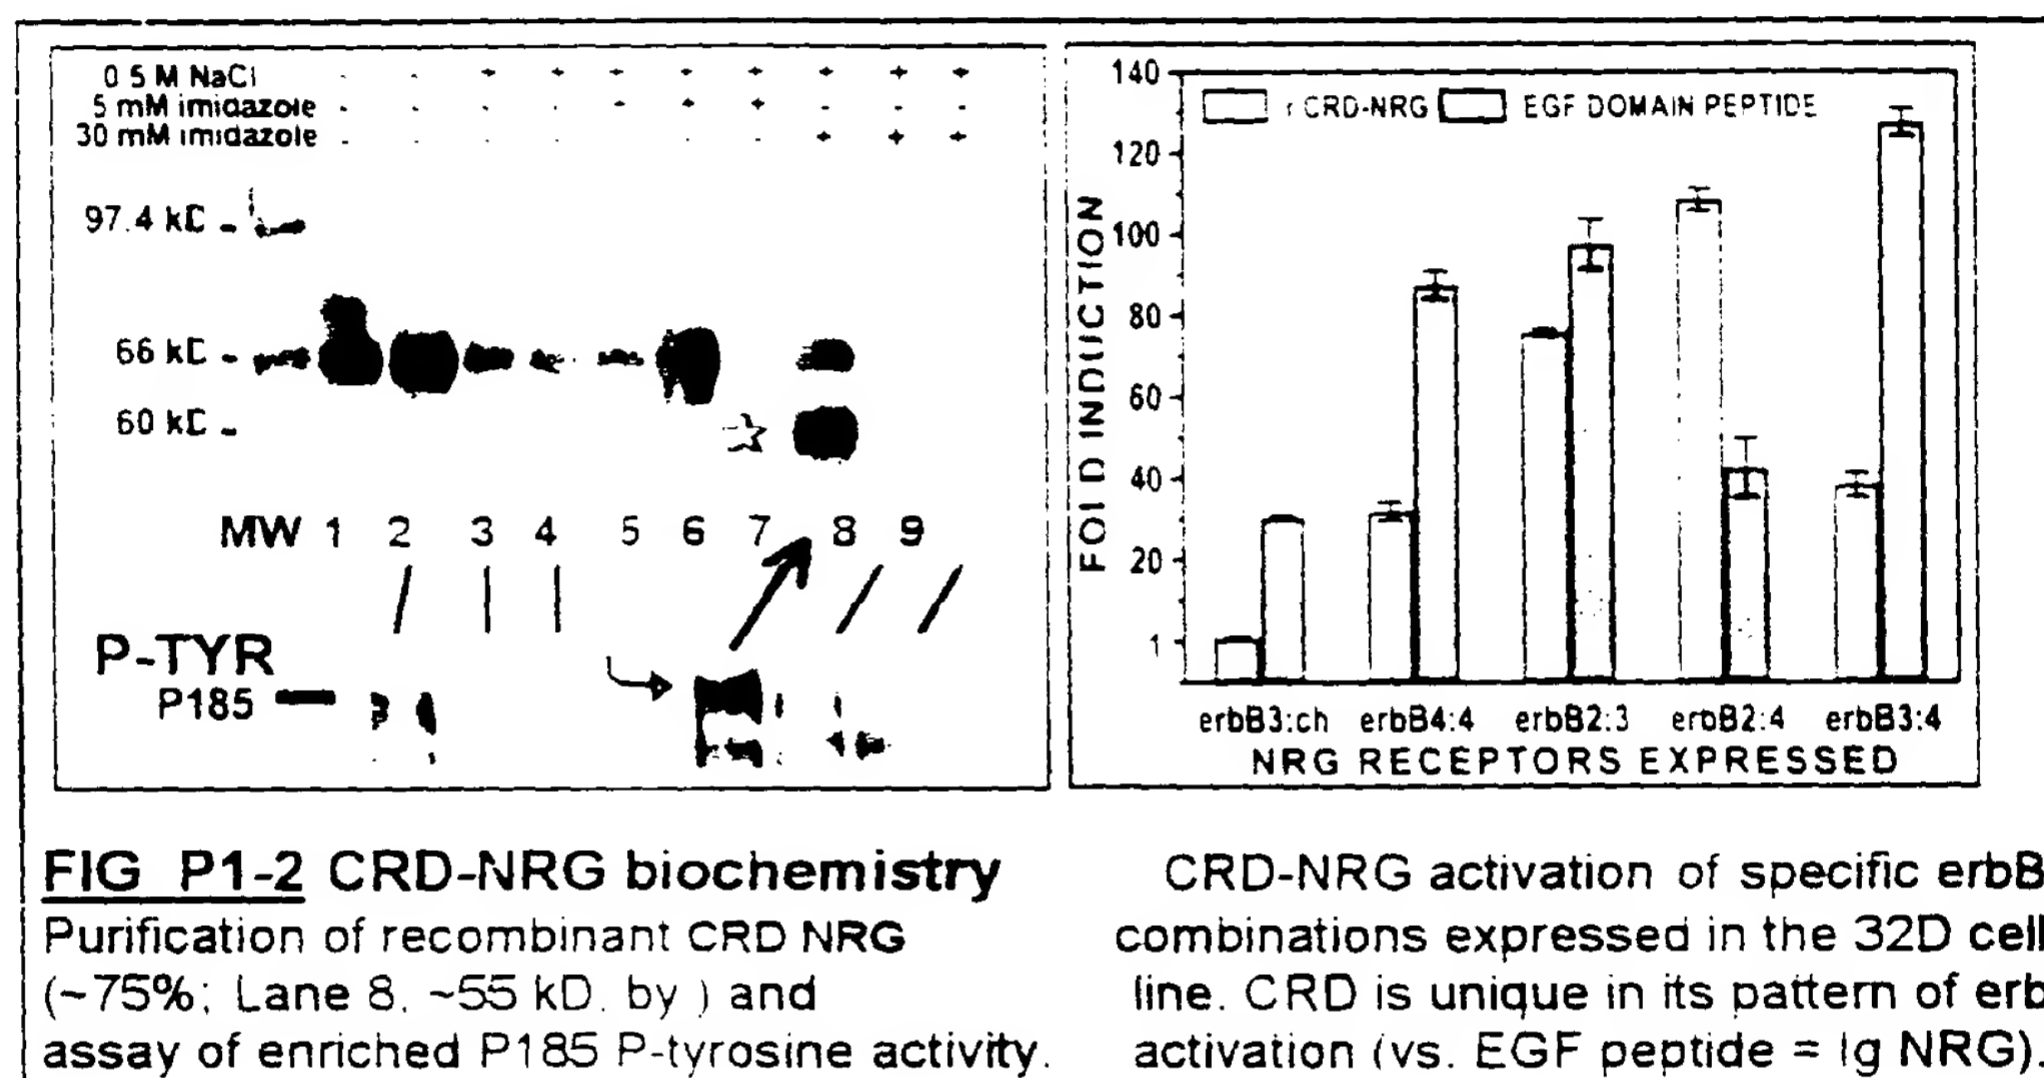 0 5 M NaCl - - + + + + + + + +
5 mM imidazole - - - - - + + - - -
30 mM imidazole - - - - - - - + + +
97.4 kD -
66 kD -
60 kD -
MW 1 2 3 4 5 6 7 8 9
P-TYR
P185
140
120
100
80
60
40
20
1
FOLD INDUCTION
r CRD-NRG EGF DOMAIN PEPTIDE
erbB3:ch erbB4:4 erbB2:3 erbB2:4 erbB3:4
NRG RECEPTORS EXPRESSED
FIG P1-2 CRD-NRG biochemistry
Purification of recombinant CRD NRG
(~75%; Lane 8. ~55 kD. by ) and
assay of enriched P185 P-tyrosine activity.
CRD-NRG activation of specific erbB
combinations expressed in the 32D cell
line. CRD is unique in its pattern of erb
activation (vs. EGF peptide = Ig NRG).